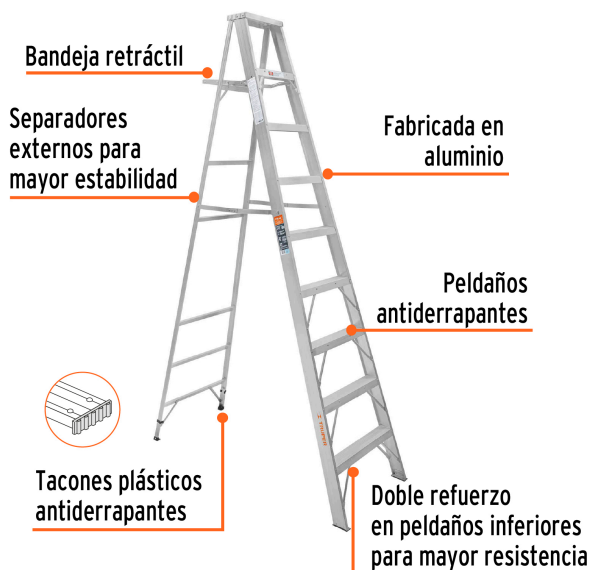 Bandeja retráctil
Separadores
externos para
mayor estabilidad
Fabricada en
aluminio
Peldaños
antiderrapantes
Tacones plásticos
antiderrapantes
Doble refuerzo
en peldaños inferiores
para mayor resistencia
TRUPER